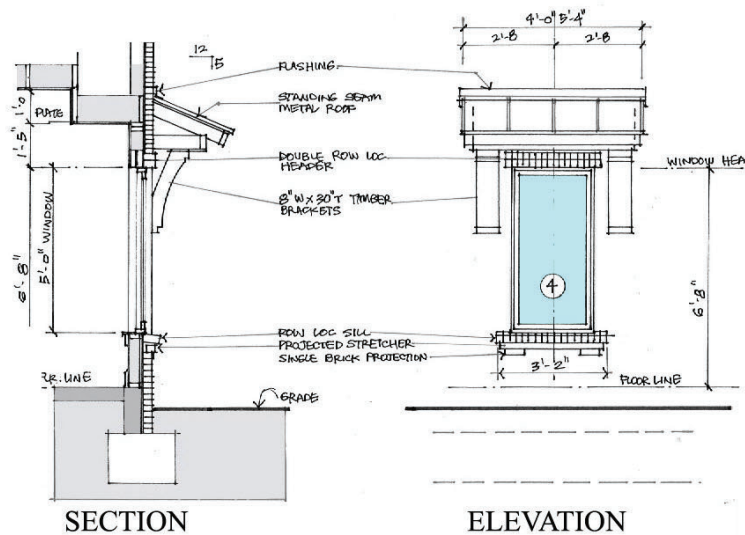 4'-0" 5'-4"
2'-8
2'-8
12
5
FLASHING
STANDING SEAM
METAL ROOF
1'-0
PLATE
1'-5"
DOUBLE ROW LOC
HEADER
WINDOW HEA
8"W X 30"T TIMBER
BRACKETS
6'-8"
5'-0" WINDOW
4
6'-8"
ROW LOC SILL
PROJECTED STRETCHER
SINGLE BRICK PROJECTION
3'-2"
LINE
FLOOR LINE
GRADE
SECTION
ELEVATION